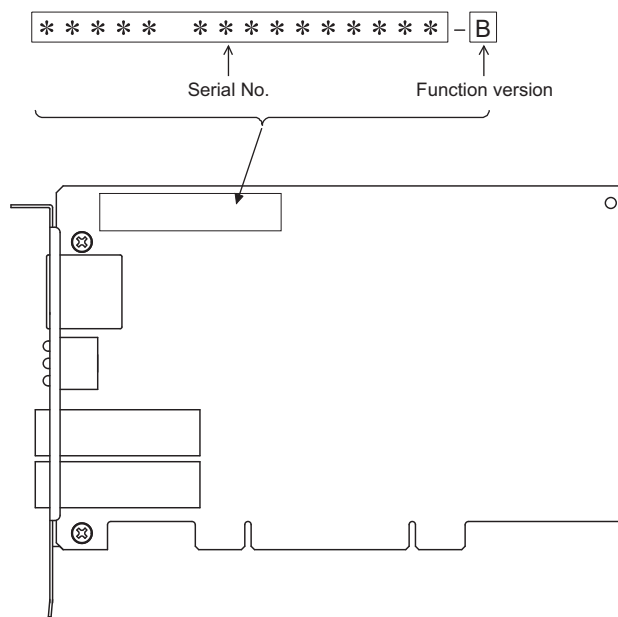 * * * * *  * * * * * * * * * * – B
Serial No. Function version